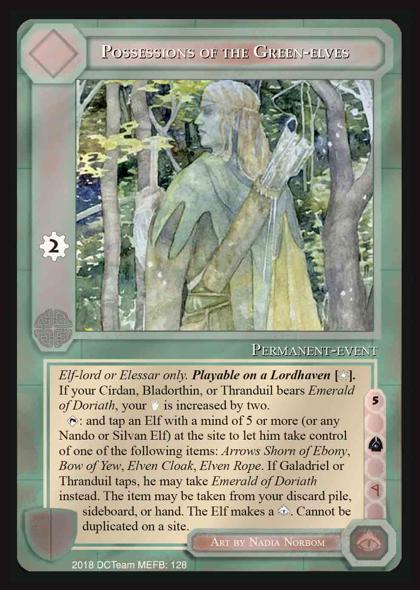 Possessions of the Green-elves
2
Permanent-event
Elf-lord or Elessar only. Playable on a Lordhaven [ ].
If your Círdan, Bladorthin, or Thranduil bears Emerald
of Doriath, your is increased by two.
: and tap an Elf with a mind of 5 or more (or any
Nando or Silvan Elf) at the site to let him take control
of one of the following items: Arrows Shorn of Ebony,
Bow of Yew, Elven Cloak, Elven Rope. If Galadriel or
Thranduil taps, he may take Emerald of Doriath
instead. The item may be taken from your discard pile,
sideboard, or hand. The Elf makes a . Cannot be
duplicated on a site.
5
Art by Nadia Norbom
2018 DCTeam MEFB: 128